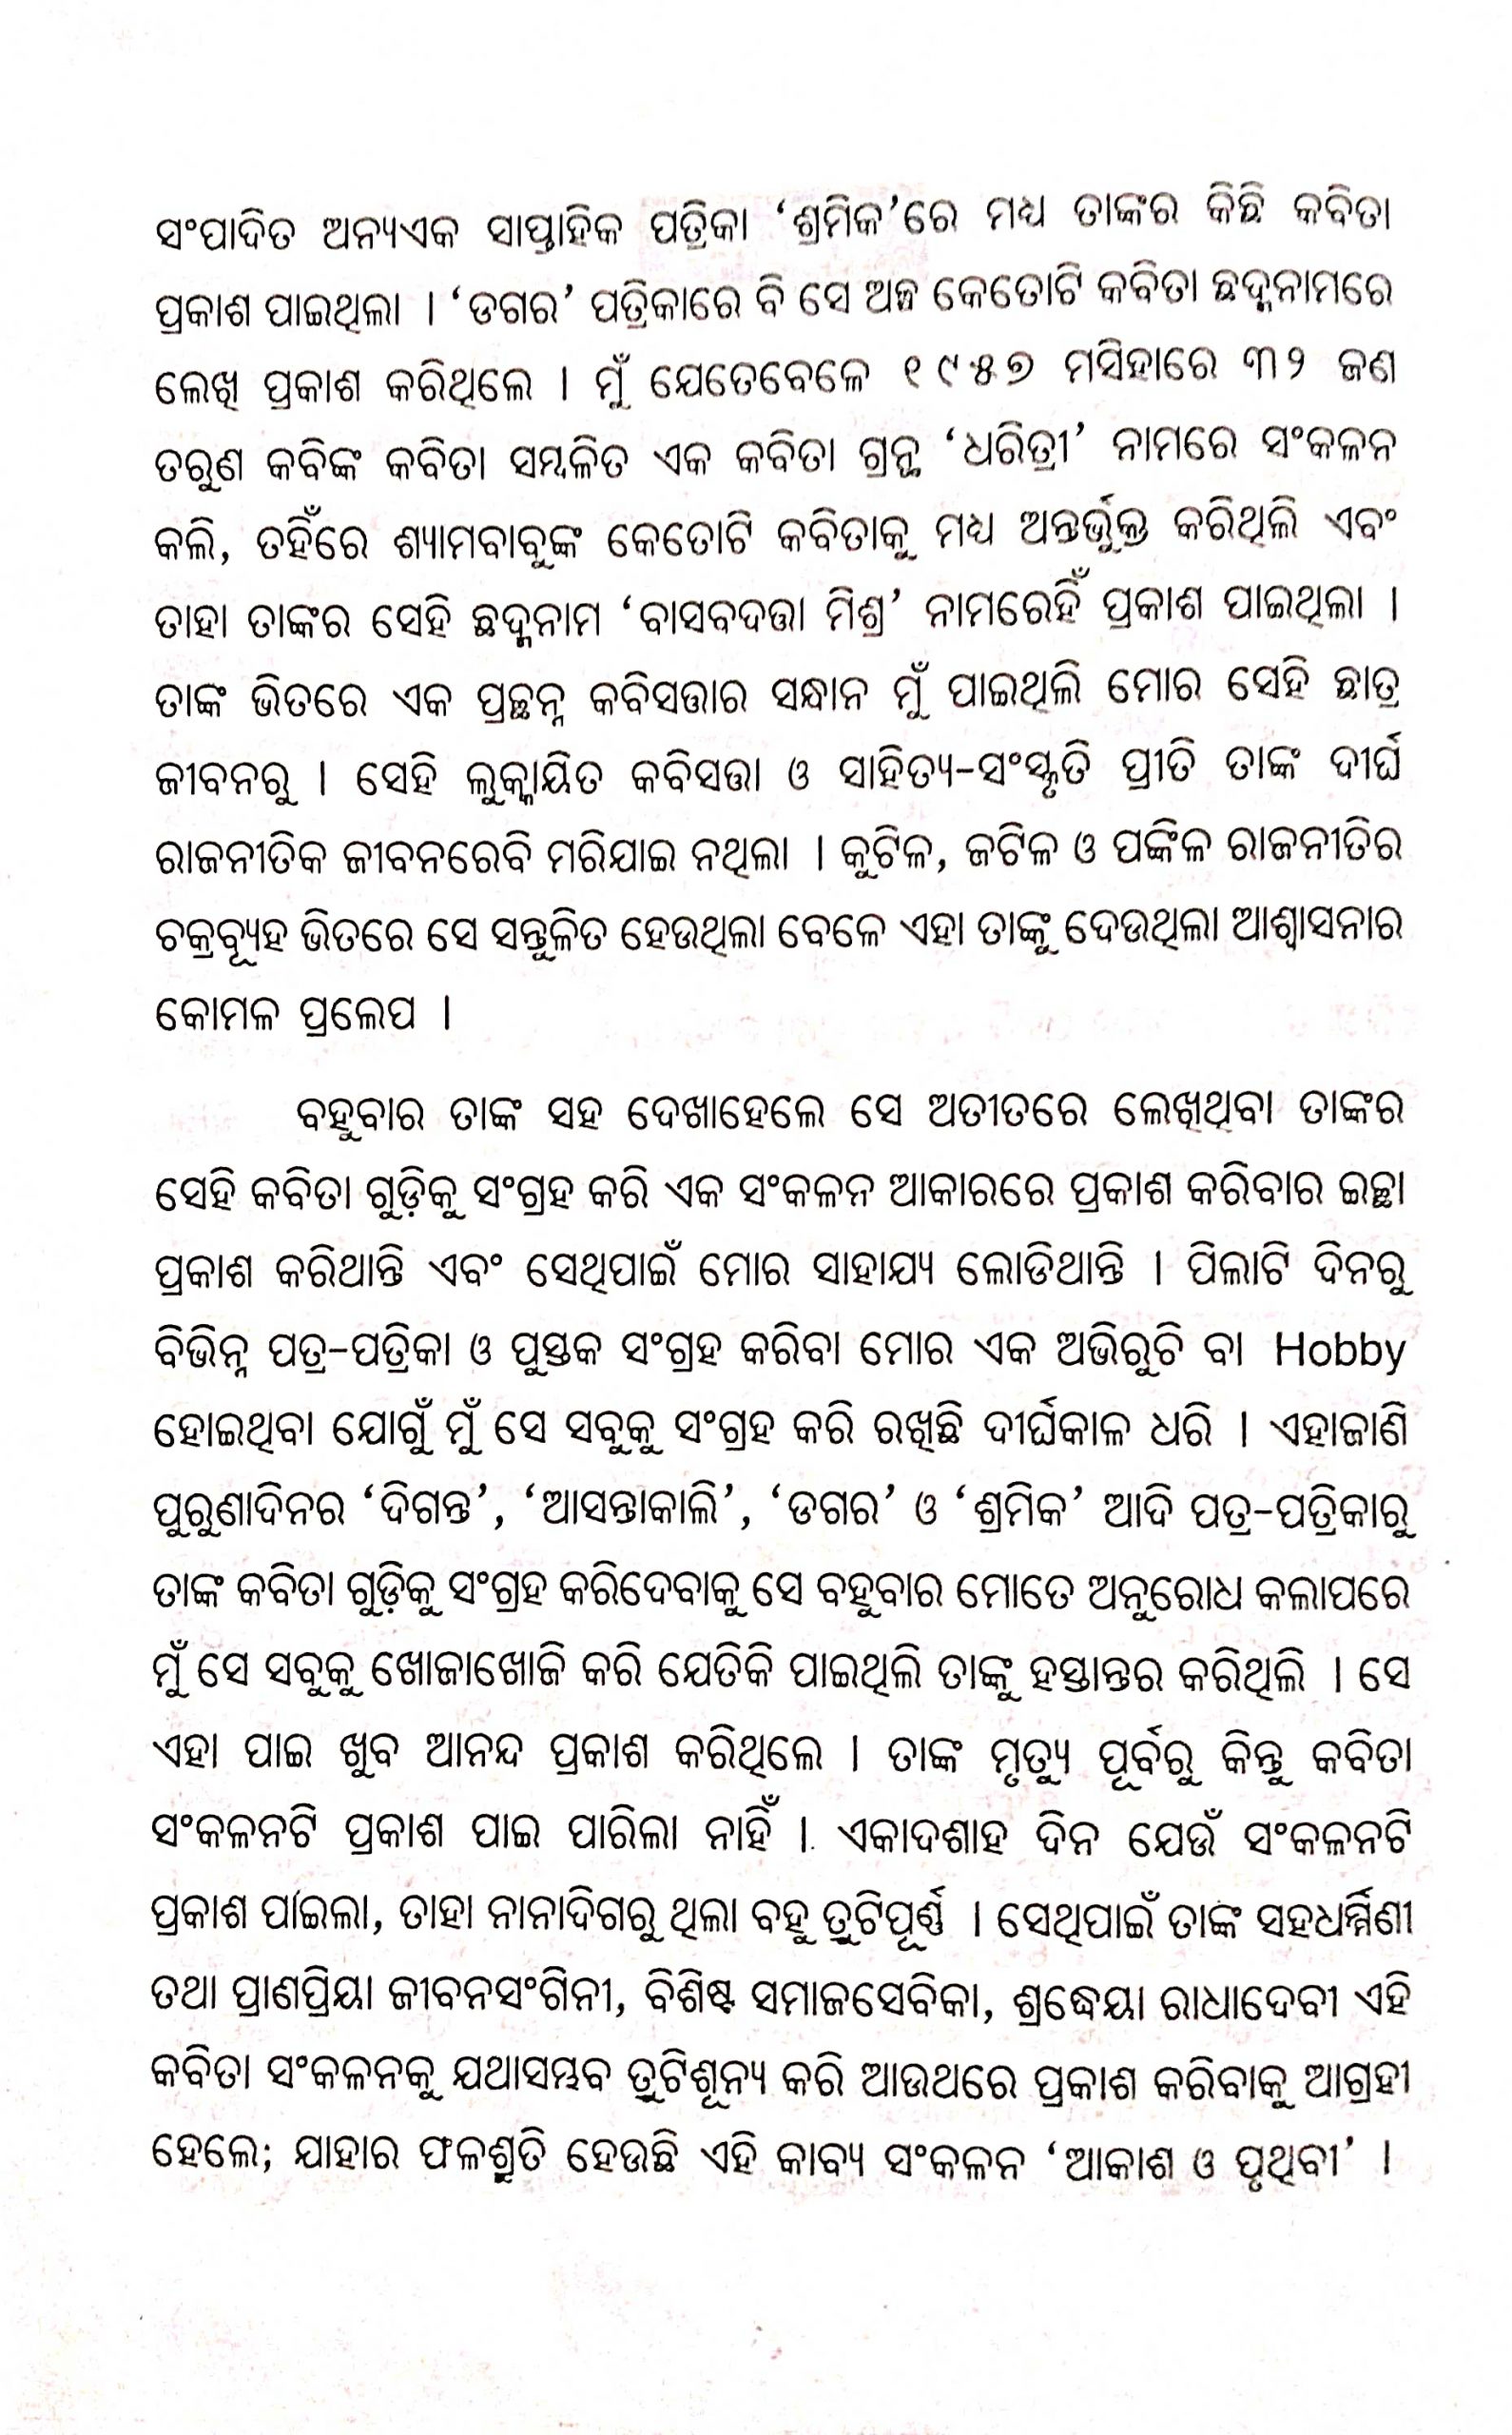 ସଂପାଦିତ ଅନ୍ୟଏକ ସାପ୍ତାହିକ ପତ୍ରିକା ‘ଶ୍ରମିକ’ରେ ମଧ୍ୟ ତାଙ୍କର କିଛି କବିତା
ପ୍ରକାଶ ପାଇଥିଲା । ‘ଡଗର’ ପତ୍ରିକାରେ ବି ସେ ଅଳ୍ପ କେତୋଟି କବିତା ଛଦ୍ମନାମରେ
ଲେଖି ପ୍ରକାଶ କରିଥିଲେ । ମୁଁ ଯେତେବେଳେ ୧୯୫୭ ମସିହାରେ ୩୨ ଜଣ
ତରୁଣ କବିଙ୍କ କବିତା ସମ୍ବଳିତ ଏକ କବିତା ଗ୍ରନ୍ଥ ‘ଧରିତ୍ରୀ’ ନାମରେ ସଂକଳନ
କଲି, ତହିଁରେ ଶ୍ୟାମବାବୁଙ୍କ କେତୋଟି କବିତାକୁ ମଧ୍ୟ ଅନ୍ତର୍ଭୁକ୍ତ କରିଥିଲି ଏବଂ
ତାହା ତାଙ୍କର ସେହି ଛଦ୍ମନାମ ‘ବାସବଦତ୍ତା ମିଶ୍ର’ ନାମରେହିଁ ପ୍ରକାଶ ପାଇଥିଲା ।
ତାଙ୍କ ଭିତରେ ଏକ ପ୍ରଚ୍ଛନ୍ନ କବିସତ୍ତାର ସନ୍ଧାନ ମୁଁ ପାଇଥିଲି ମୋର ସେହି ଛାତ୍ର
ଜୀବନରୁ । ସେହି ଲୁକ୍କାୟିତ କବିସତ୍ତା ଓ ସାହିତ୍ୟ-ସଂସ୍କୃତି ପ୍ରୀତି ତାଙ୍କ ଦୀର୍ଘ
ରାଜନୀତିକ ଜୀବନରେବି ମରିଯାଇ ନଥିଲା । କୁଟିଳ, ଜଟିଳ ଓ ପଙ୍କିଳ ରାଜନୀତିର
ଚକ୍ରବ୍ୟୂହ ଭିତରେ ସେ ସନ୍ତୁଳିତ ହେଉଥିଲା ବେଳେ ଏହା ତାଙ୍କୁ ଦେଉଥିଲା ଆଶ୍ୱାସନାର
କୋମଳ ପ୍ରଲେପ ।
ବହୁବାର ତାଙ୍କ ସହ ଦେଖାହେଲେ ସେ ଅତୀତରେ ଲେଖିଥିବା ତାଙ୍କର
ସେହି କବିତା ଗୁଡ଼ିକୁ ସଂଗ୍ରହ କରି ଏକ ସଂକଳନ ଆକାରରେ ପ୍ରକାଶ କରିବାର ଇଚ୍ଛା
ପ୍ରକାଶ କରିଥାନ୍ତି ଏବଂ ସେଥିପାଇଁ ମୋର ସାହାଯ୍ୟ ଲୋଡିଥାନ୍ତି । ପିଲାଟି ଦିନରୁ
ବିଭିନ୍ନ ପତ୍ର-ପତ୍ରିକା ଓ ପୁସ୍ତକ ସଂଗ୍ରହ କରିବା ମୋର ଏକ ଅଭିରୁଚି ବା Hobby
ହୋଇଥିବା ଯୋଗୁଁ ମୁଁ ସେ ସବୁକୁ ସଂଗ୍ରହ କରି ରଖିଛି ଦୀର୍ଘକାଳ ଧରି । ଏହାଜାଣି
ପୁରୁଣାଦିନର ‘ଦିଗନ୍ତ’, ‘ଆସନ୍ତାକାଲି’, ‘ଡଗର’ ଓ ‘ଶ୍ରମିକ’ ଆଦି ପତ୍ର-ପତ୍ରିକାରୁ
ତାଙ୍କ କବିତା ଗୁଡ଼ିକୁ ସଂଗ୍ରହ କରିଦେବାକୁ ସେ ବହୁବାର ମୋତେ ଅନୁରୋଧ କଲାପରେ
ମୁଁ ସେ ସବୁକୁ ଖୋଜାଖୋଜି କରି ଯେତିକି ପାଇଥିଲି ତାଙ୍କୁ ହସ୍ତାନ୍ତର କରିଥିଲି । ସେ
ଏହା ପାଇ ଖୁବ ଆନନ୍ଦ ପ୍ରକାଶ କରିଥିଲେ । ତାଙ୍କ ମୃତ୍ୟୁ ପୂର୍ବରୁ କିନ୍ତୁ କବିତା
ସଂକଳନଟି ପ୍ରକାଶ ପାଇ ପାରିଲା ନାହିଁ । ଏକାଦଶାହ ଦିନ ଯେଉଁ ସଂକଳନଟି
ପ୍ରକାଶ ପାଇଲା, ତାହା ନାନାଦିଗରୁ ଥିଲା ବହୁ ତ୍ରୁଟିପୂର୍ଣ୍ଣ । ସେଥିପାଇଁ ତାଙ୍କ ସହଧର୍ମ୍ମିଣୀ
ତଥା ପ୍ରାଣପ୍ରିୟା ଜୀବନସଂଗିନୀ, ବିଶିଷ୍ଟ ସମାଜସେବିକା, ଶ୍ରଦ୍ଧେୟା ରାଧାଦେବୀ ଏହି
କବିତା ସଂକଳନକୁ ଯଥାସମ୍ଭବ ତ୍ରୁଟିଶୂନ୍ୟ କରି ଆଉଥରେ ପ୍ରକାଶ କରିବାକୁ ଆଗ୍ରହୀ
ହେଲେ; ଯାହାର ଫଳଶ୍ରୁତି ହେଉଛି ଏହି କାବ୍ୟ ସଂକଳନ ‘ଆକାଶ ଓ ପୃଥିବୀ’ ।